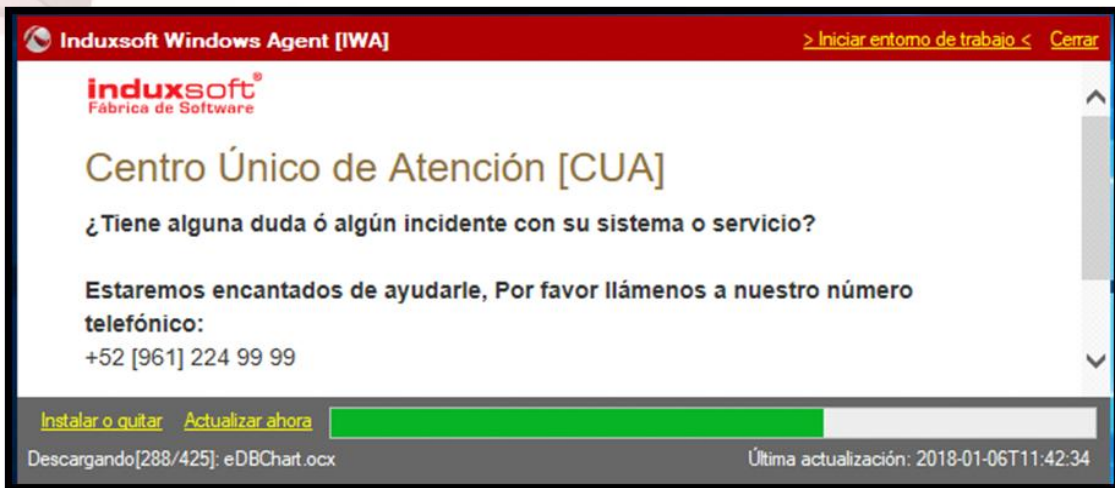 Induxsoft Windows Agent [IWA]
> Iniciar entorno de trabajo < Cerrar
induxsoft®
Fábrica de Software
Centro Único de Atención [CUA]
¿Tiene alguna duda ó algún incidente con su sistema o servicio?
Estaremos encantados de ayudarle, Por favor llámenos a nuestro número
telefónico:
+52 [961] 224 99 99
Instalar o quitar Actualizar ahora
Descargando[288/425]: eDBChart.ocx
Última actualización: 2018-01-06T11:42:34